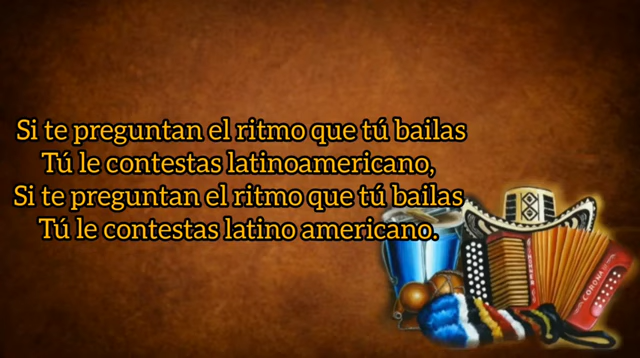 Si te preguntan el ritmo que tú bailas
Tú le contestas latinoamericano,
Si te preguntan el ritmo que tú bailas
Tú le contestas latino americano.
CORONA